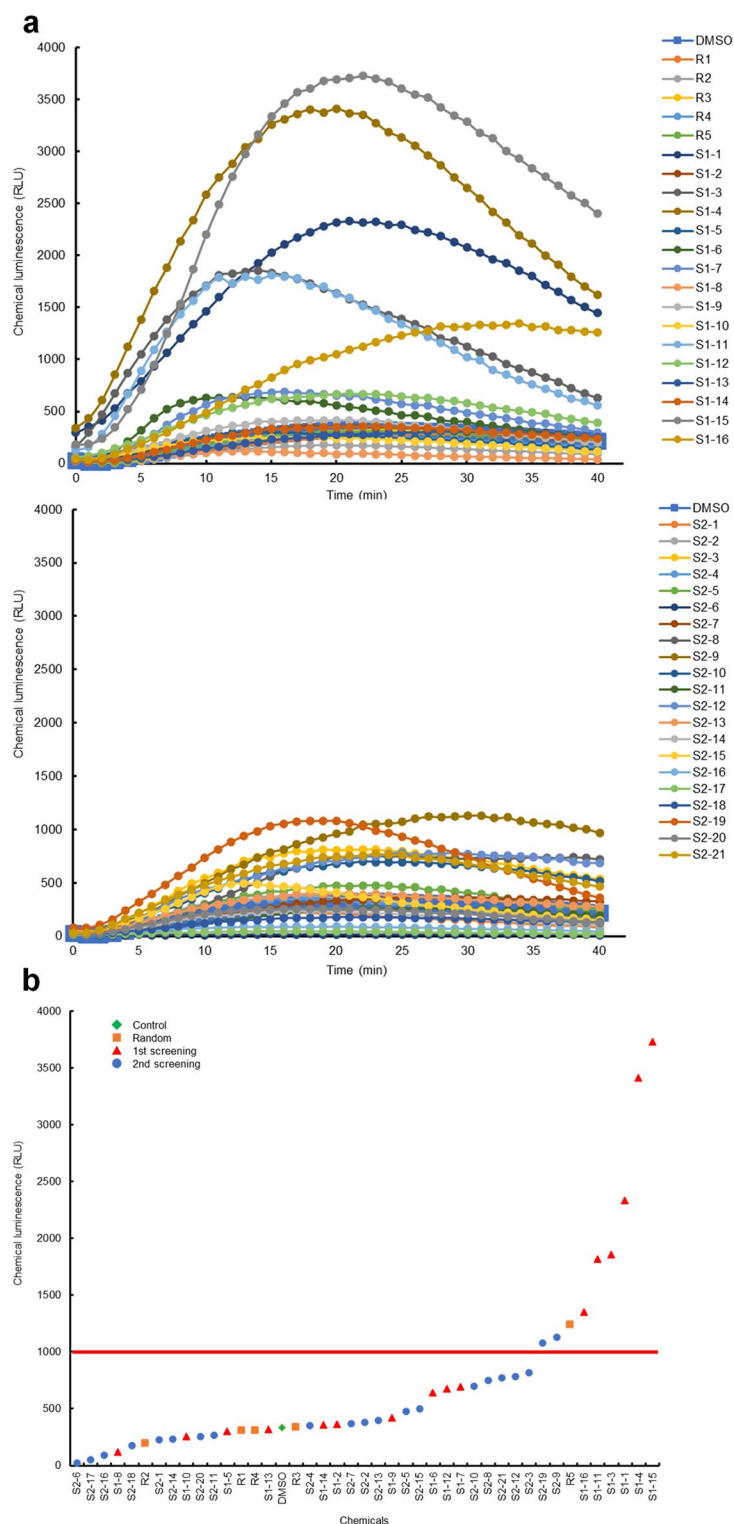 a
4000
3500
3000
2500
2000
1500
1000
500
0
Chemical luminescence (RLU)
0 5 10 15 20 25 30 35 40
Time (min)
DMSO
R1
R2
R3
R4
R5
S1-1
S1-2
S1-3
S1-4
S1-5
S1-6
S1-7
S1-8
S1-9
S1-10
S1-11
S1-12
S1-13
S1-14
S1-15
S1-16
4000
3500
3000
2500
2000
1500
1000
500
0
Chemical luminescence (RLU)
0 5 10 15 20 25 30 35 40
Time (min)
DMSO
S2-1
S2-2
S2-3
S2-4
S2-5
S2-6
S2-7
S2-8
S2-9
S2-10
S2-11
S2-12
S2-13
S2-14
S2-15
S2-16
S2-17
S2-18
S2-19
S2-20
S2-21
b
4000
3500
3000
2500
2000
1500
1000
500
0
Chemical luminescence (RLU)
Control
Random
1st screening
2nd screening
S2-6
S2-17
S2-16
S1-8
S2-18
R2
S2-1
S2-14
S1-10
S2-20
S2-11
S1-5
R1
R4
S1-13
DMSO
R3
S2-4
S1-14
S1-2
S2-7
S2-2
S2-13
S1-9
S2-5
S2-15
S1-6
S1-12
S1-7
S2-10
S2-8
S2-21
S2-12
S2-3
S2-19
S2-9
R5
S1-16
S1-11
S1-3
S1-1
S1-4
S1-15
Chemicals